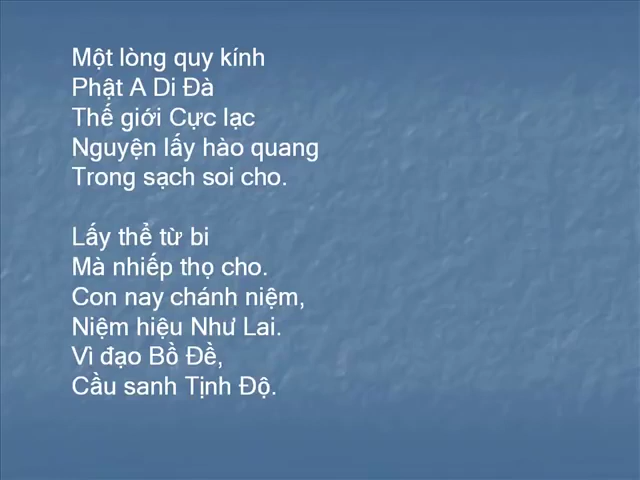 Một lòng quy kính
Phật A Di Đà
Thế giới Cực lạc
Nguyện lấy hào quang
Trong sạch soi cho.
Lấy thể từ bi
Mà nhiếp thọ cho.
Con nay chánh niệm,
Niệm hiệu Như Lai.
Vì đạo Bồ Đề,
Cầu sanh Tịnh Độ.